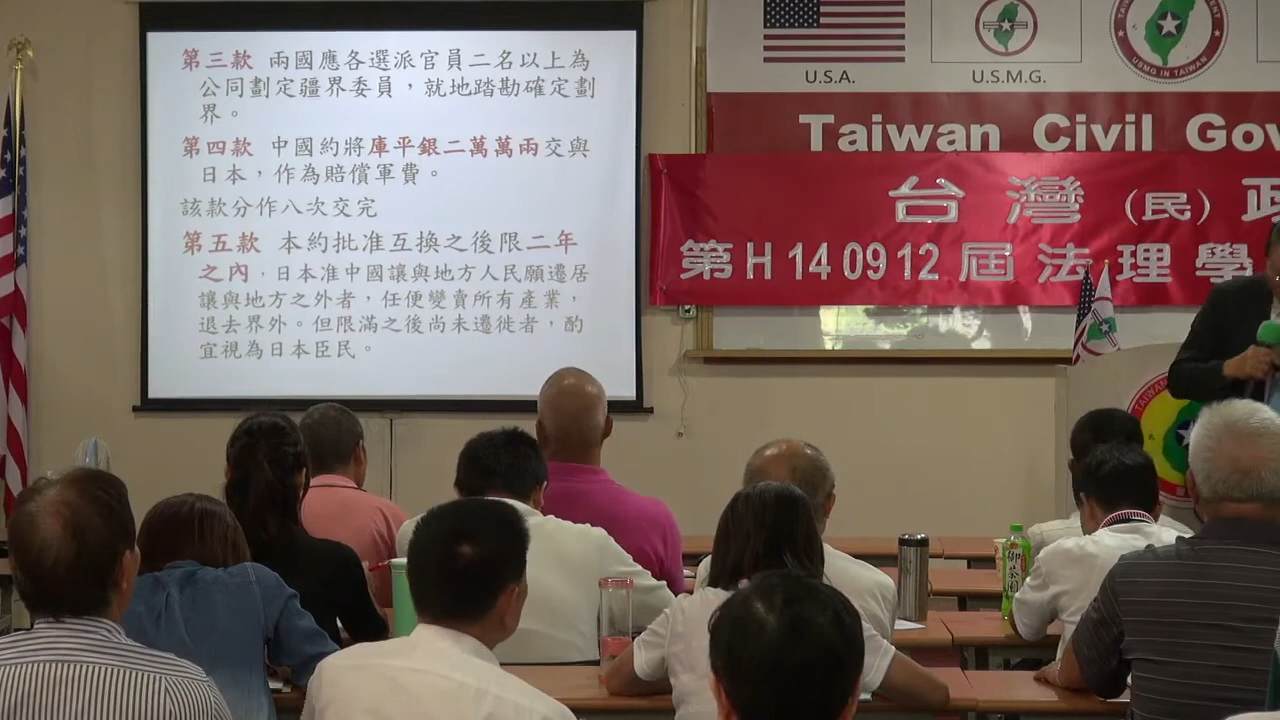 第三款 兩國應各選派官員二名以上為
公同劃定疆界委員，就地踏勘確定劃
界。
第四款 中國約將庫平銀二萬萬兩交與
日本，作為賠償軍費。
該款分作八次交完
第五款 本約批准互換之後限二年
之內，日本准中國讓與地方人民願遷居
讓與地方之外者，任便變賣所有產業，
退去界外。但限滿之後尚未遷徙者，酌
宜視為日本臣民。
U.S.A.
U.S.M.G.
USMG IN TAIWAN
Taiwan Civil Gov
台灣（民）政
第H140912屆法理學
TAIWAN
御茶園